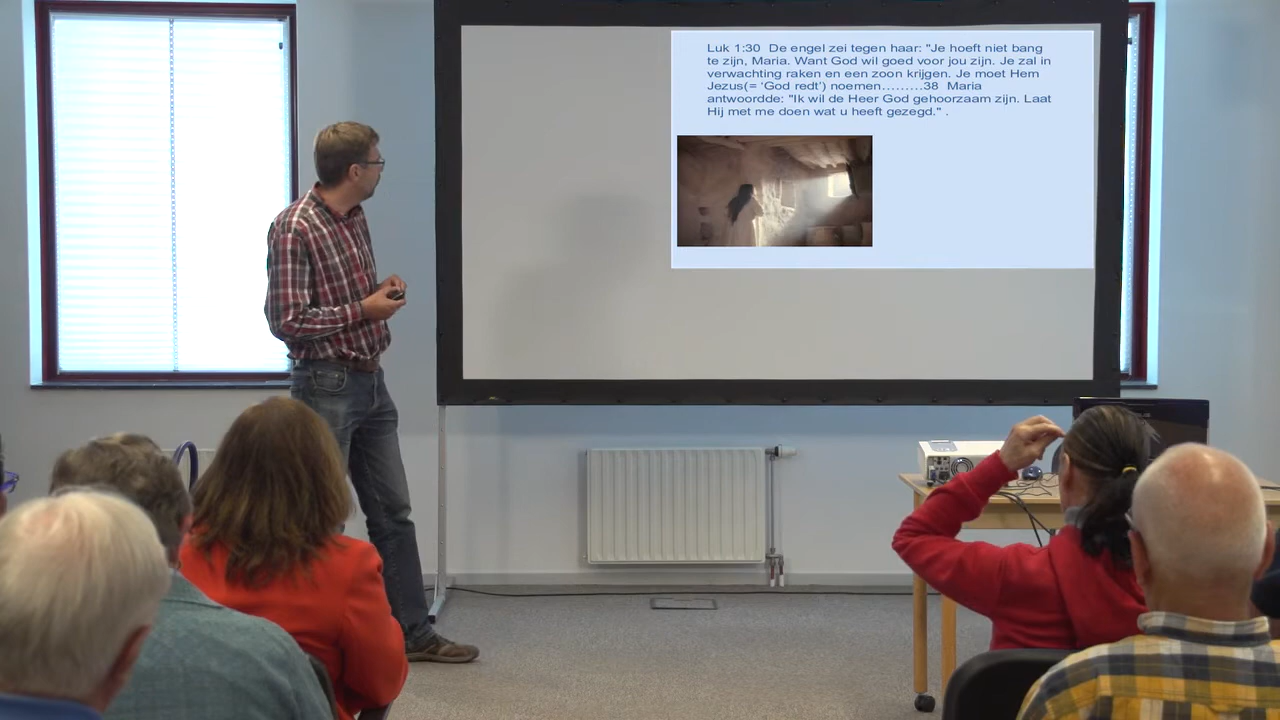 Luk 1:30  De engel zei tegen haar: "Je hoeft niet bang
te zijn, Maria. Want God wil goed voor jou zijn. Je zal in
verwachting raken en een zoon krijgen. Je moet Hem
Jezus(= 'God redt') noemen.........38  Maria
antwoordde: "Ik wil de Heer God gehoorzaam zijn. Laat
Hij met me doen wat u heeft gezegd." .